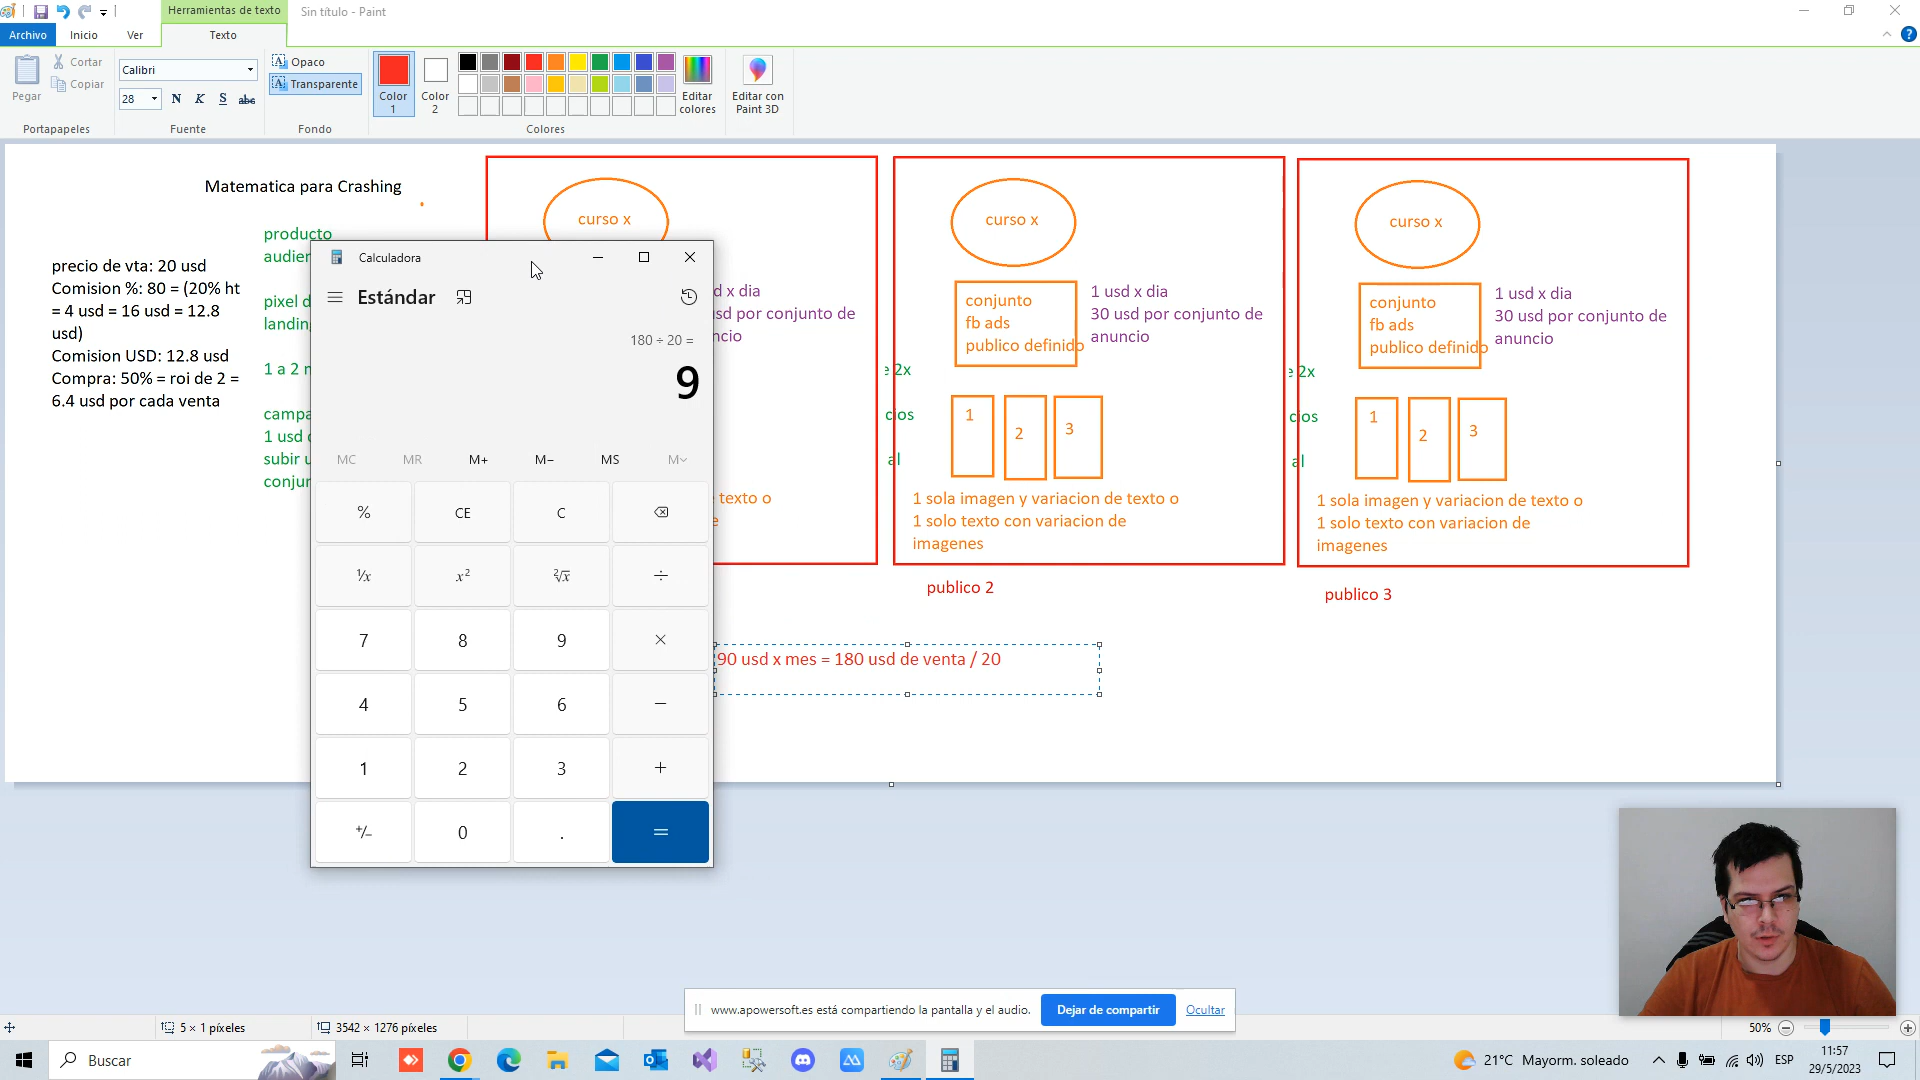 Herramientas de texto
Sin título - Paint
Archivo
Inicio
Ver
Texto
Pegar
Cortar
Copiar
Portapapeles
Calibri
28
N K S abc
Fuente
Opaco
Transparente
Fondo
Color
1
Color
2
Editar
colores
Colores
Editar con
Paint 3D
Matematica para Crashing
precio de vta: 20 usd
Comision %: 80 = (20% ht
= 4 usd = 16 usd = 12.8
usd)
Comision USD: 12.8 usd
Compra: 50% = roi de 2 =
6.4 usd por cada venta
producto
audien
pixel d
landing
1 a 2 n
campa
1 usd
subir u
conjun
curso x
d x dia
usd por conjunto de
ncio
texto o
e
curso x
conjunto
fb ads
publico definido
1 usd x dia
30 usd por conjunto de
anuncio
e 2x
cios
al
1
2
3
1 sola imagen y variacion de texto o
1 solo texto con variacion de
imagenes
publico 2
curso x
conjunto
fb ads
publico definido
1 usd x dia
30 usd por conjunto de
anuncio
e 2x
cios
al
1
2
3
1 sola imagen y variacion de texto o
1 solo texto con variacion de
imagenes
publico 3
90 usd x mes = 180 usd de venta / 20
Calculadora
Estándar
180 ÷ 20 =
9
MC MR M+ M− MS M˅
% CE C
¹/x x² ²√x ÷
7 8 9 ×
4 5 6 −
1 2 3 +
+/− 0 . =
www.apowersoft.es está compartiendo la pantalla y el audio.
Dejar de compartir
Ocultar
5 × 1 píxeles
3542 × 1276 píxeles
50%
Buscar
21°C Mayorm. soleado
ESP
11:57
29/5/2023